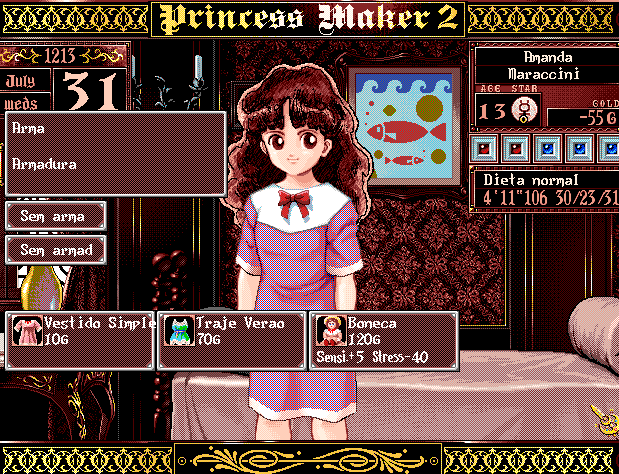 Princess Maker 2
1213
July
31
weds
Amanda
Maraccini
AGE STAR
13
GOLD
-55G
Arma
Armadura
Dieta normal
4'11"106 30/23/31
Sem arma
Sem armad
Vestido Simple
10G
Traje Verao
70G
Boneca
120G
Sensi.+5 Stress-40